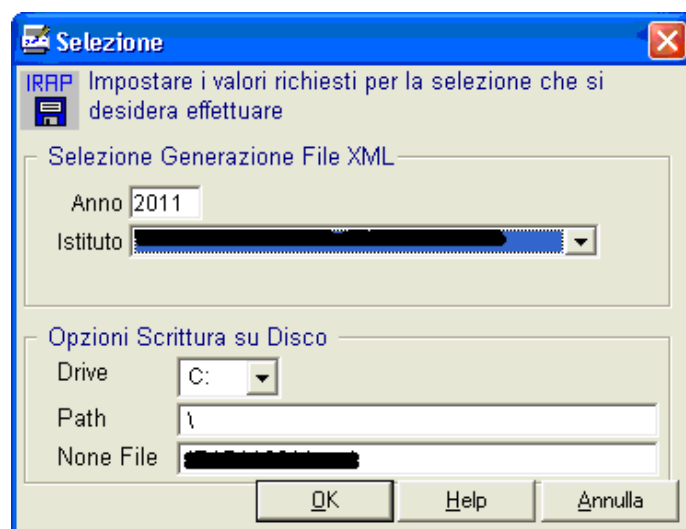 Selezione
IRAP
Impostare i valori richiesti per la selezione che si
desidera effettuare
Selezione Generazione File XML
Anno 2011
Istituto
Opzioni Scrittura su Disco
Drive C:
Path \
None File
OK Help Annulla